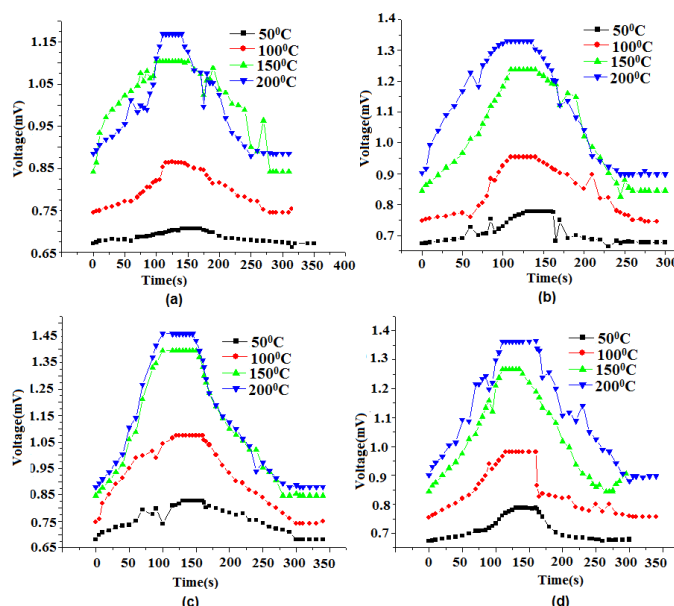 50⁰C
100⁰C
150⁰C
200⁰C
1.15
1.05
0.95
0.85
0.75
0.65
Voltage(mV)
0 50 100 150 200 250 300 350 400
Time(s)
(a)
50⁰C
100⁰C
150⁰C
200⁰C
1.4
1.3
1.2
1.1
1.0
0.9
0.8
0.7
0.6
Voltage(mV)
0 50 100 150 200 250 300
Time(s)
(b)
50⁰C
100⁰C
150⁰C
200⁰C
1.45
1.35
1.25
1.15
1.05
0.95
0.85
0.75
0.65
Voltage(mV)
0 50 100 150 200 250 300 350
Time(s)
(c)
50⁰C
100⁰C
150⁰C
200⁰C
1.4
1.3
1.2
1.1
1.0
0.9
0.8
0.7
Voltage(mV)
0 50 100 150 200 250 300 350
Time(s)
(d)